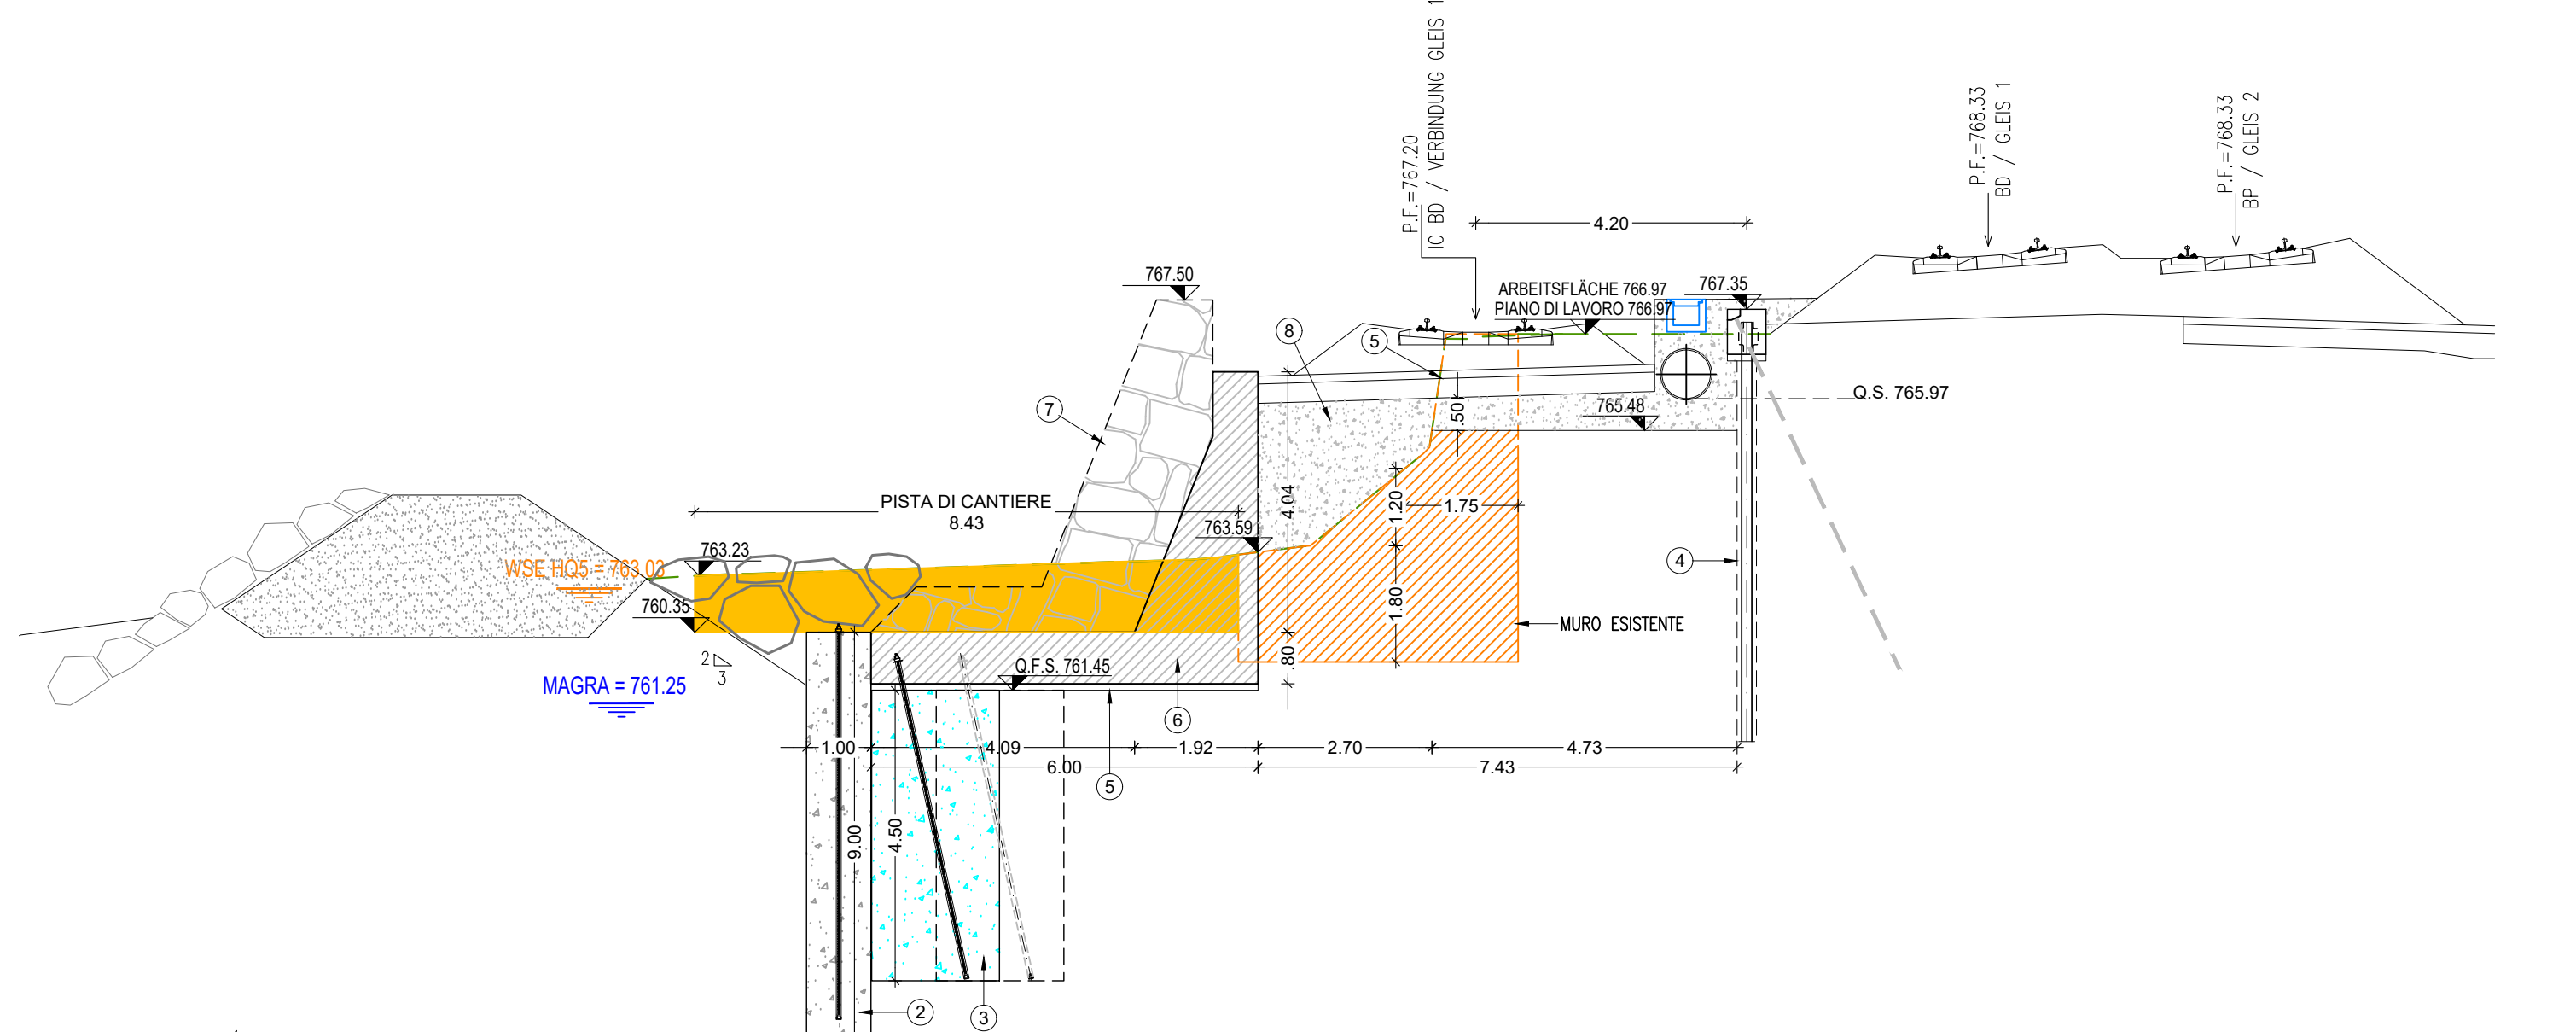 P.F.=767.20
IC BD / VERBINDUNG GLEIS 1
P.F.=768.33
BD / GLEIS 1
P.F.=768.33
BP / GLEIS 2
4.20
767.50
ARBEITSFLÄCHE 766.97
PIANO DI LAVORO 766.97
767.35
8
5
7
.50
765.48
Q.S. 765.97
PISTA DI CANTIERE
8.43
4.04
1.20
1.75
763.59
763.23
WSE HQ5 = 763.03
4
760.35
1.80
MURO ESISTENTE
2
3
.80
Q.F.S. 761.45
MAGRA = 761.25
6
1.00
4.09
1.92
2.70
4.73
6.00
7.43
5
9.00
4.50
2
3